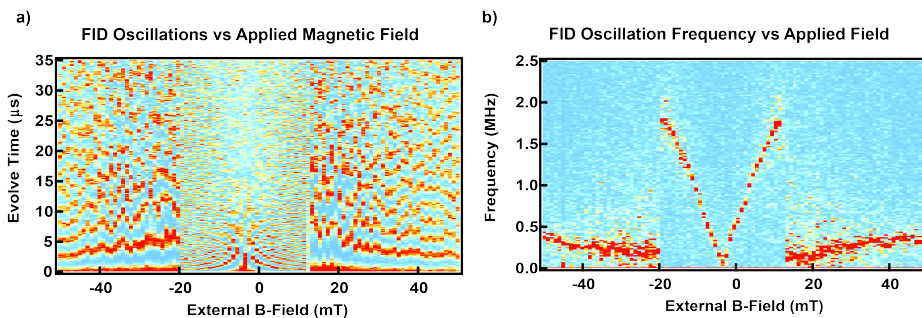 a)
FID Oscillations vs Applied Magnetic Field
35
30
25
20
15
10
5
0
Evolve Time (μs)
-40 -20 0 20 40
External B-Field (mT)
b)
FID Oscillation Frequency vs Applied Field
2.5
2.0
1.5
1.0
0.5
0.0
Frequency (MHz)
-40 -20 0 20 40
External B-Field (mT)